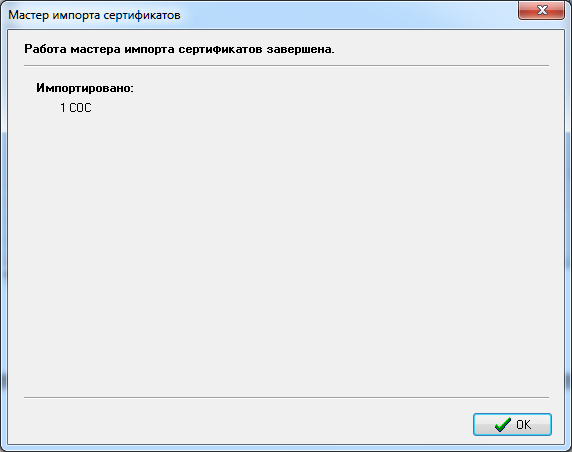 Мастер импорта сертификатов
Работа мастера импорта сертификатов завершена.
Импортировано:
1 СОС
OK